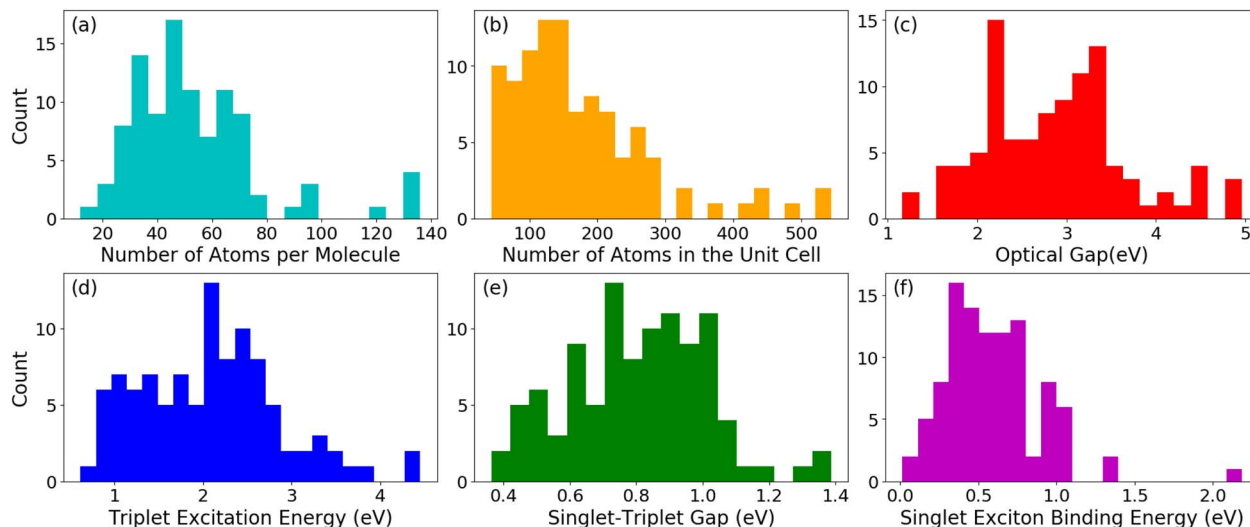 (a)
15
10
5
0
Count
20 40 60 80 100 120 140
Number of Atoms per Molecule
(b)
10
5
0
100 200 300 400 500
Number of Atoms in the Unit Cell
(c)
15
10
5
0
1 2 3 4 5
Optical Gap(eV)
(d)
10
5
0
Count
1 2 3 4
Triplet Excitation Energy (eV)
(e)
10
5
0
0.4 0.6 0.8 1.0 1.2 1.4
Singlet-Triplet Gap (eV)
(f)
15
10
5
0
0.0 0.5 1.0 1.5 2.0
Singlet Exciton Binding Energy (eV)